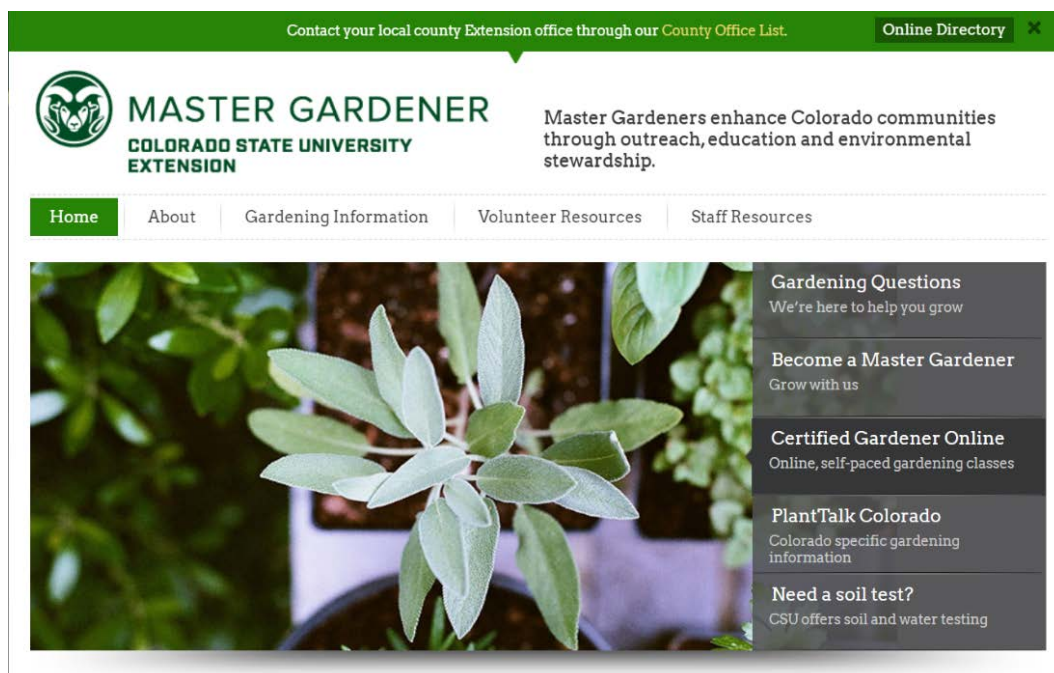 Contact your local county Extension office through our County Office List.
Online Directory
MASTER GARDENER
COLORADO STATE UNIVERSITY
EXTENSION
Master Gardeners enhance Colorado communities
through outreach, education and environmental
stewardship.
Home
About
Gardening Information
Volunteer Resources
Staff Resources
Gardening Questions
We're here to help you grow
Become a Master Gardener
Grow with us
Certified Gardener Online
Online, self-paced gardening classes
PlantTalk Colorado
Colorado specific gardening
information
Need a soil test?
CSU offers soil and water testing